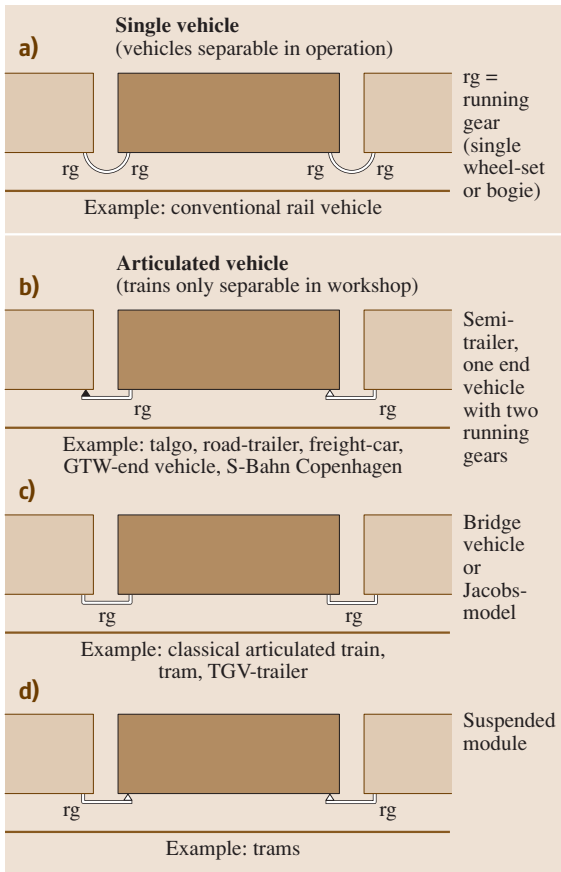 a)
Single vehicle
(vehicles separable in operation)
rg =
running
gear
(single
wheel-set
or bogie)
rg rg rg rg
Example: conventional rail vehicle
b)
Articulated vehicle
(trains only separable in workshop)
Semi-
trailer,
one end
vehicle
with two
running
gears
rg rg
Example: talgo, road-trailer, freight-car,
GTW-end vehicle, S-Bahn Copenhagen
c)
Bridge
vehicle
or
Jacobs-
model
rg rg
Example: classical articulated train,
tram, TGV-trailer
d)
Suspended
module
rg rg
Example: trams